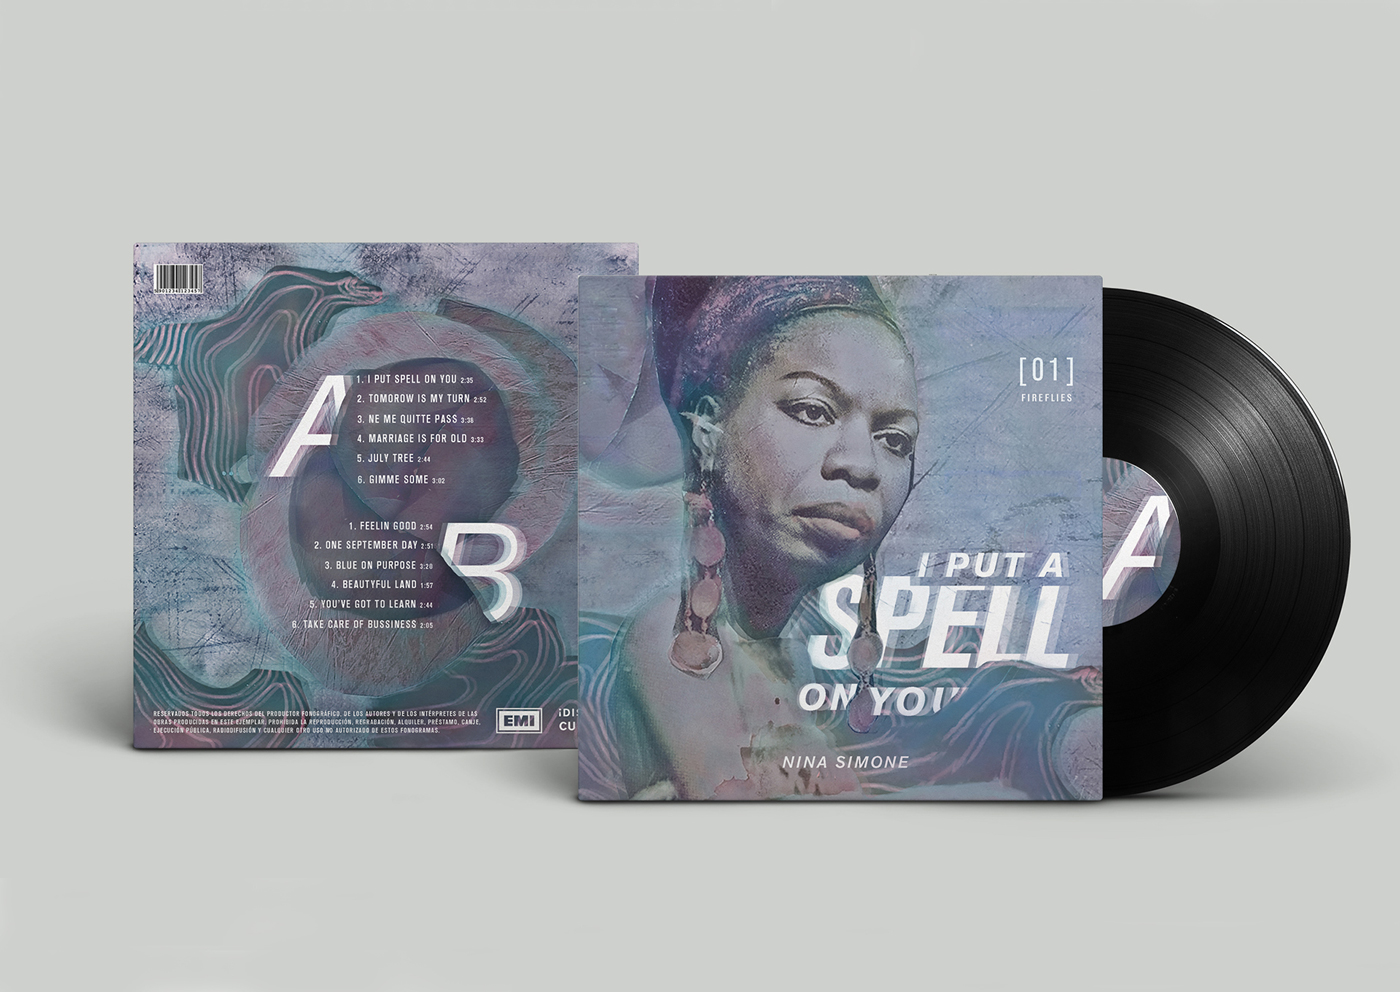 A
1. I PUT SPELL ON YOU 2:35
2. TOMOROW IS MY TURN 2:52
3. NE ME QUITTE PASS 3:38
4. MARRIAGE IS FOR OLD 3:33
5. JULY TREE 2:44
6. GIMME SOME 3:02
1. FEELIN GOOD 2:54
2. ONE SEPTEMBER DAY 2:51
3. BLUE ON PURPOSE 3:20
4. BEAUTYFUL LAND 1:57
5. YOU'VE GOT TO LEARN 2:44
6. TAKE CARE OF BUSSINESS 2:05
B
RESERVADOS TODOS LOS DERECHOS DEL PRODUCTOR FONOGRÁFICO, DE LOS AUTORES Y DE LOS INTÉRPRETES DE LAS
OBRAS PRODUCIDAS EN ESTE EJEMPLAR. PROHIBIDA LA REPRODUCCIÓN, REGRABACIÓN, ALQUILER, PRÉSTAMO, CANJE,
EJECUCIÓN PÚBLICA, RADIODIFUSIÓN Y CUALQUIER OTRO USO NO AUTORIZADO DE ESTOS FONOGRAMAS.
EMI
¡DIS
CU
[01]
FIREFLIES
I PUT A
SPELL
ON YOU
NINA SIMONE
A